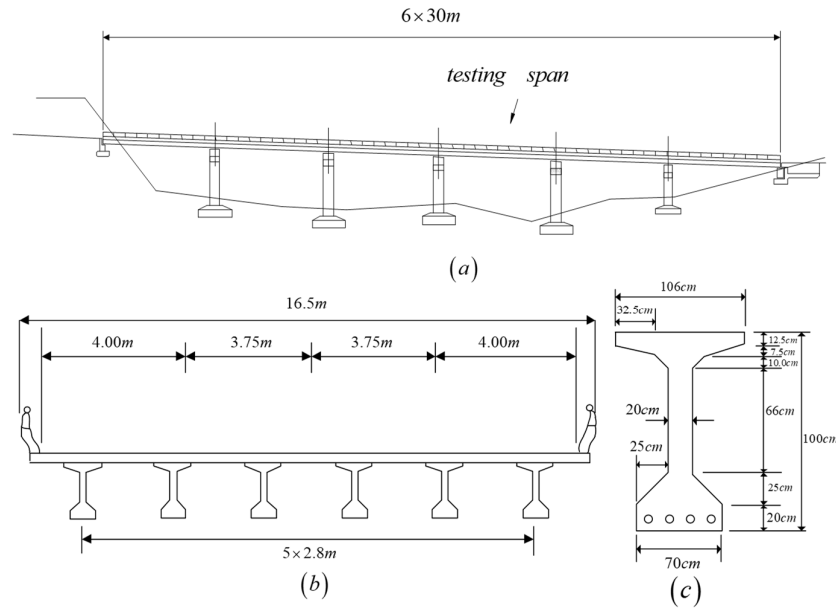 6×30m
testing span
(a)
16.5m
4.00m 3.75m 3.75m 4.00m
5×2.8m
(b)
106cm
32.5cm
12.5cm
7.5cm
10.0cm
20cm
66cm
100cm
25cm
25cm
20cm
70cm
(c)